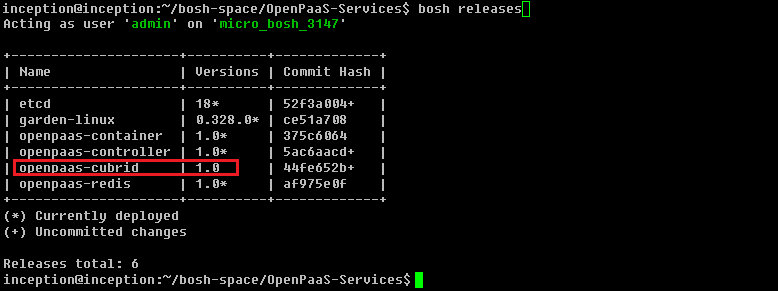 inception@inception:~/bosh-space/OpenPaaS-Services$ bosh releases
Acting as user 'admin' on 'micro_bosh_3147'

+----------------------+-----------+-------------+
| Name                 | Versions  | Commit Hash |
+----------------------+-----------+-------------+
| etcd                 | 18*       | 52f3a004+   |
| garden-linux         | 0.328.0*  | ce51a708    |
| openpaas-container   | 1.0*      | 375c6064    |
| openpaas-controller  | 1.0*      | 5ac6aacd+   |
| openpaas-cubrid      | 1.0       | 44fe652b+   |
| openpaas-redis       | 1.0*      | af975e0f    |
+----------------------+-----------+-------------+
(*) Currently deployed
(+) Uncommitted changes

Releases total: 6
inception@inception:~/bosh-space/OpenPaaS-Services$